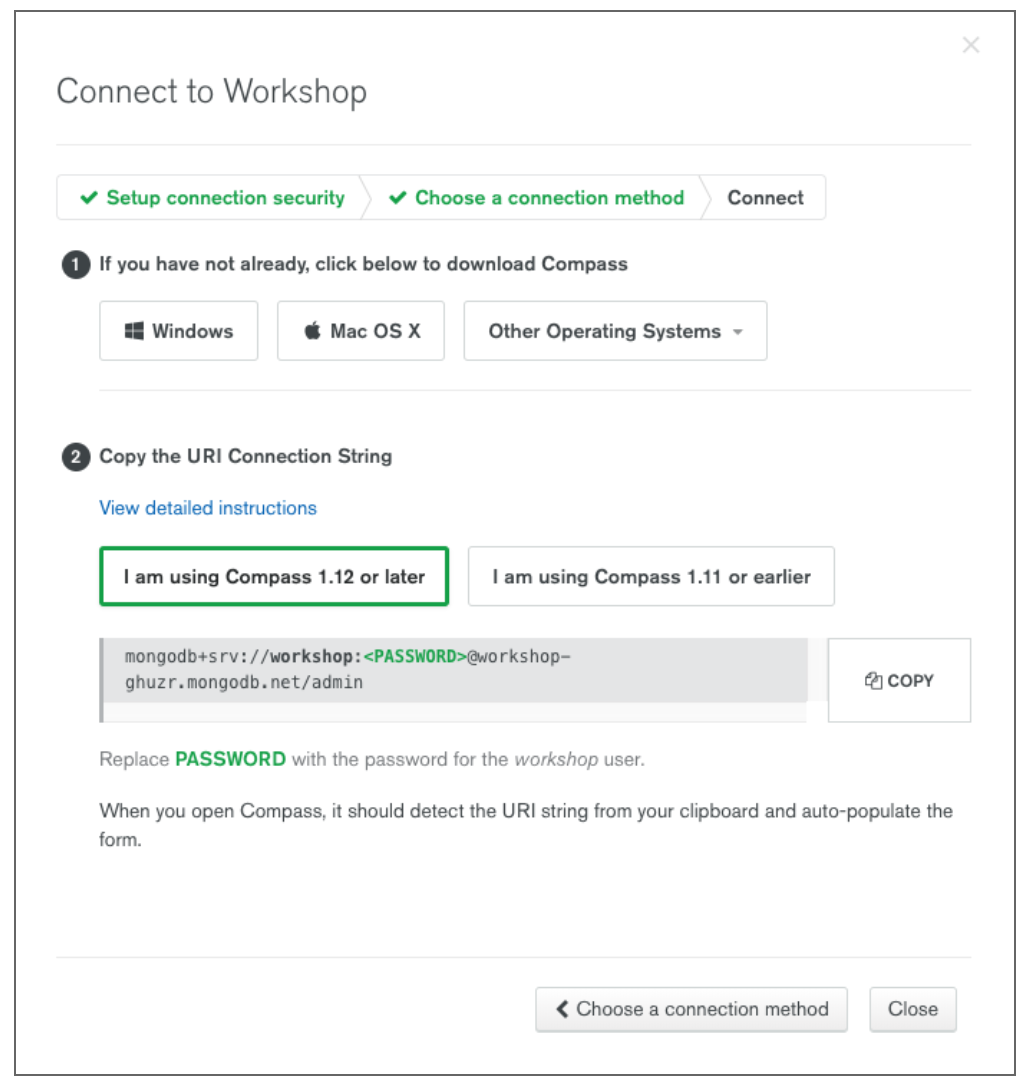 Connect to Workshop
Setup connection security
Choose a connection method
Connect
1 If you have not already, click below to download Compass
Windows
Mac OS X
Other Operating Systems
2 Copy the URI Connection String
View detailed instructions
I am using Compass 1.12 or later
I am using Compass 1.11 or earlier
mongodb+srv://workshop:<PASSWORD>@workshop-
ghuzr.mongodb.net/admin
COPY
Replace PASSWORD with the password for the workshop user.
When you open Compass, it should detect the URI string from your clipboard and auto-populate the
form.
Choose a connection method
Close